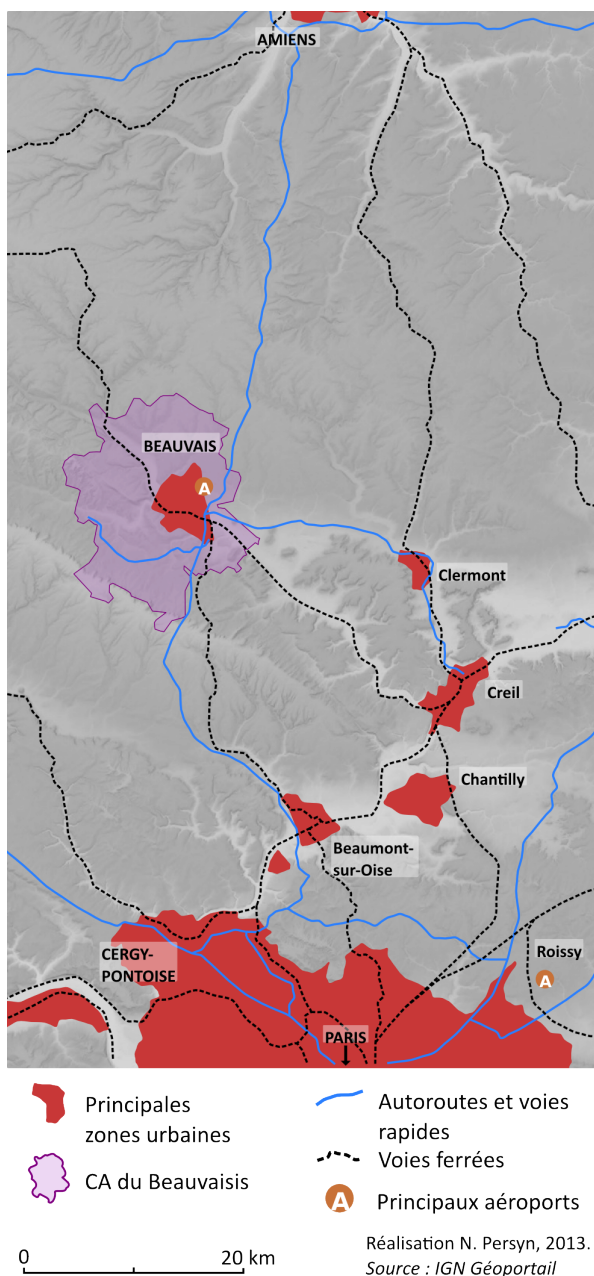 AMIENS
BEAUVAIS
A
Clermont
Creil
Chantilly
Beaumont-
sur-Oise
CERGY-
PONTOISE
Roissy
A
PARIS
Principales
zones urbaines
CA du Beauvaisis
Autoroutes et voies
rapides
Voies ferrées
A
Principaux aéroports
0 20 km
Réalisation N. Persyn, 2013.
Source : IGN Géoportail